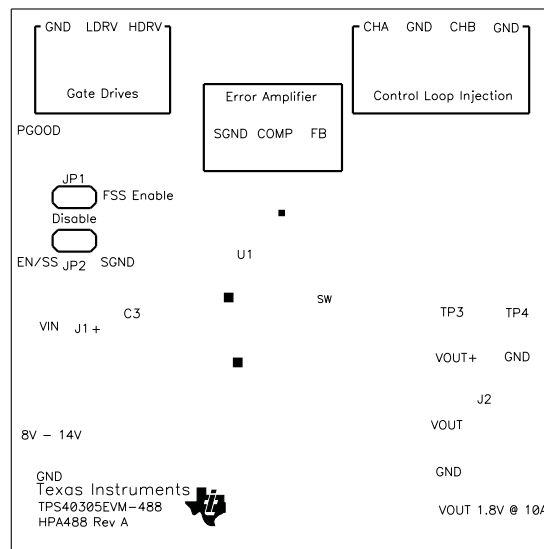 GND LDRV HDRV
CHA GND CHB GND
Gate Drives
Error Amplifier
Control Loop Injection
PGOOD
SGND COMP FB
JP1
FSS Enable
Disable
U1
EN/SS JP2 SGND
SW
C3
TP3 TP4
VIN J1 +
VOUT+ GND
J2
VOUT
8V - 14V
GND
GND
Texas Instruments
TPS40305EVM-488
HPA488 Rev A
VOUT 1.8V @ 10A